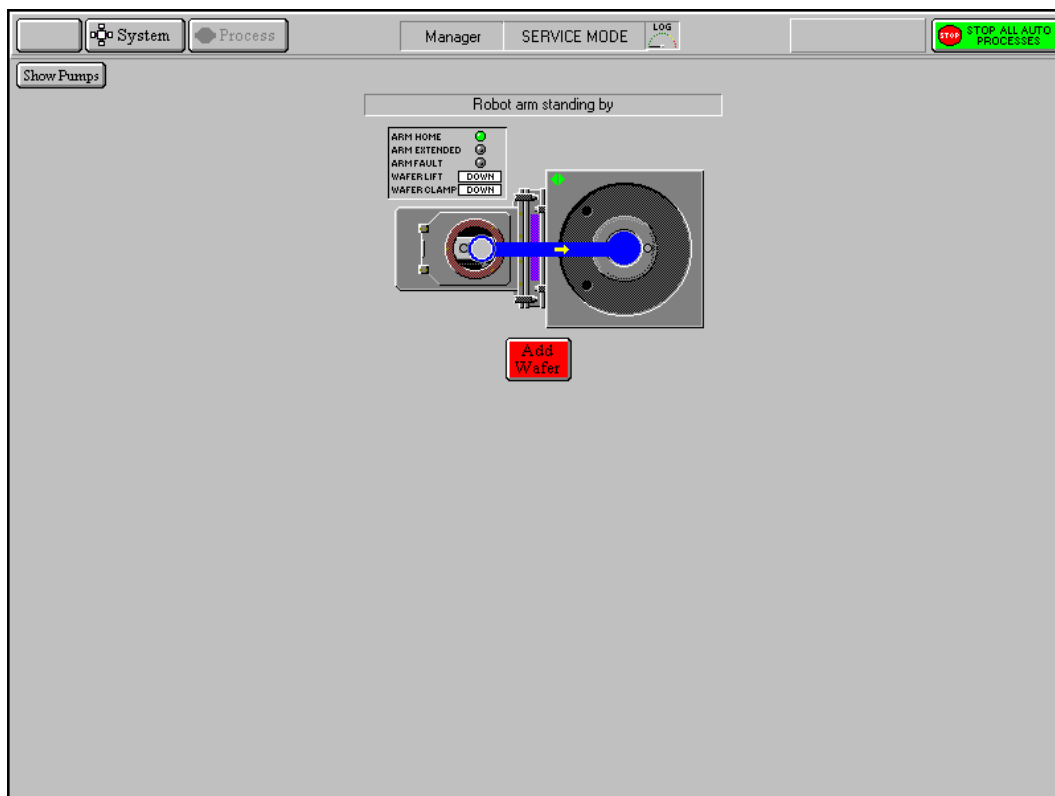 System
Process
Manager
SERVICE MODE
LOG
STOP
STOP ALL AUTO
PROCESSES
Show Pumps
Robot arm standing by
ARM HOME
ARM EXTENDED
ARM FAULT
WAFER LIFT DOWN
WAFER CLAMP DOWN
Add
Wafer